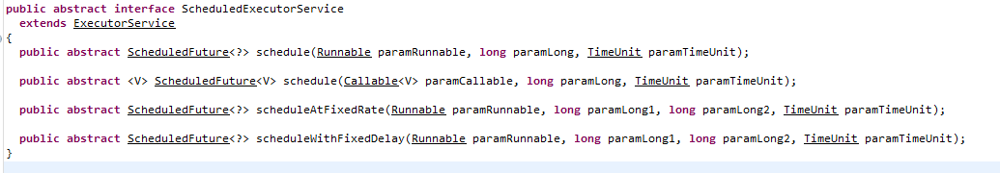 public abstract interface ScheduledExecutorService
extends ExecutorService
{
public abstract ScheduledFuture<?> schedule(Runnable paramRunnable, long paramLong, TimeUnit paramTimeUnit);
public abstract <V> ScheduledFuture<V> schedule(Callable<V> paramCallable, long paramLong, TimeUnit paramTimeUnit);
public abstract ScheduledFuture<?> scheduleAtFixedRate(Runnable paramRunnable, long paramLong1, long paramLong2, TimeUnit paramTimeUnit);
public abstract ScheduledFuture<?> scheduleWithFixedDelay(Runnable paramRunnable, long paramLong1, long paramLong2, TimeUnit paramTimeUnit);
}